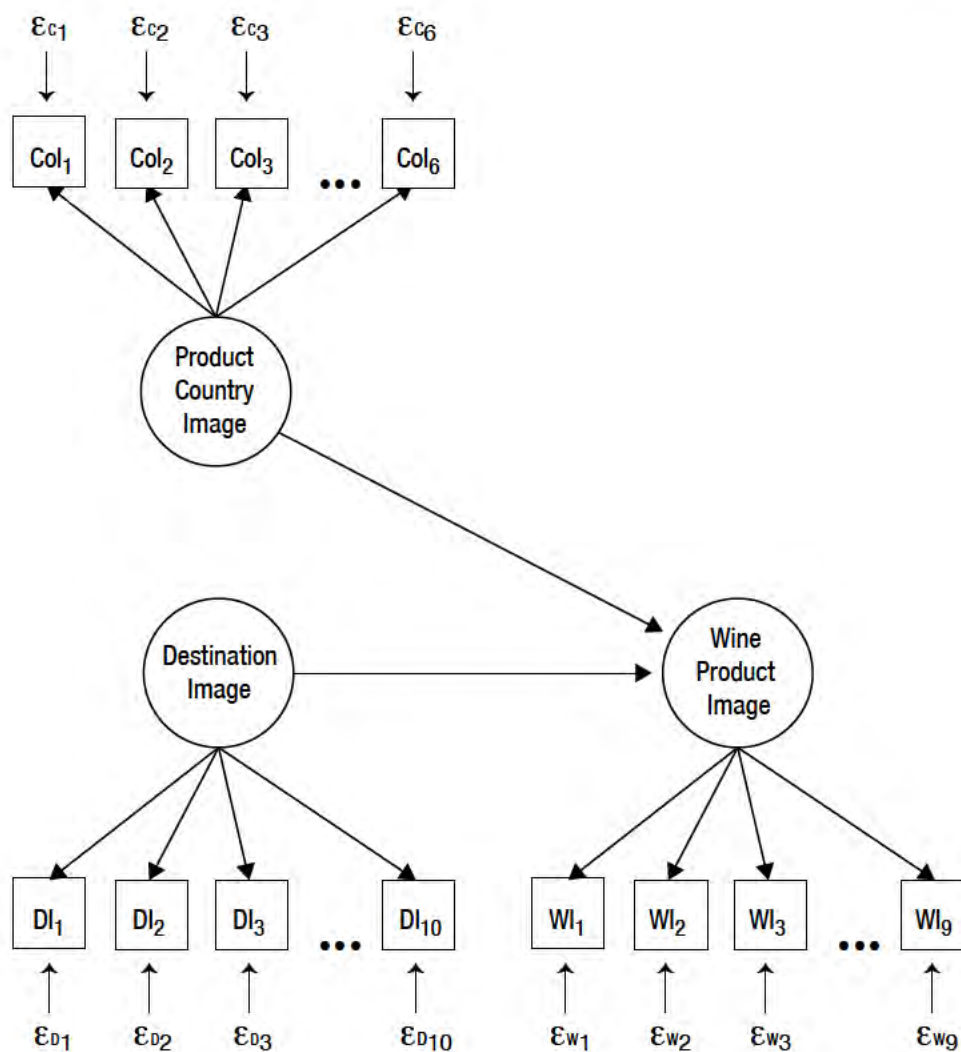 εC1 εC2 εC3 εC6
CoI1 CoI2 CoI3 ••• CoI6
Product
Country
Image
Destination
Image
Wine
Product
Image
DI1 DI2 DI3 ••• DI10
WI1 WI2 WI3 ••• WI9
εD1 εD2 εD3 εD10
εW1 εW2 εW3 εW9